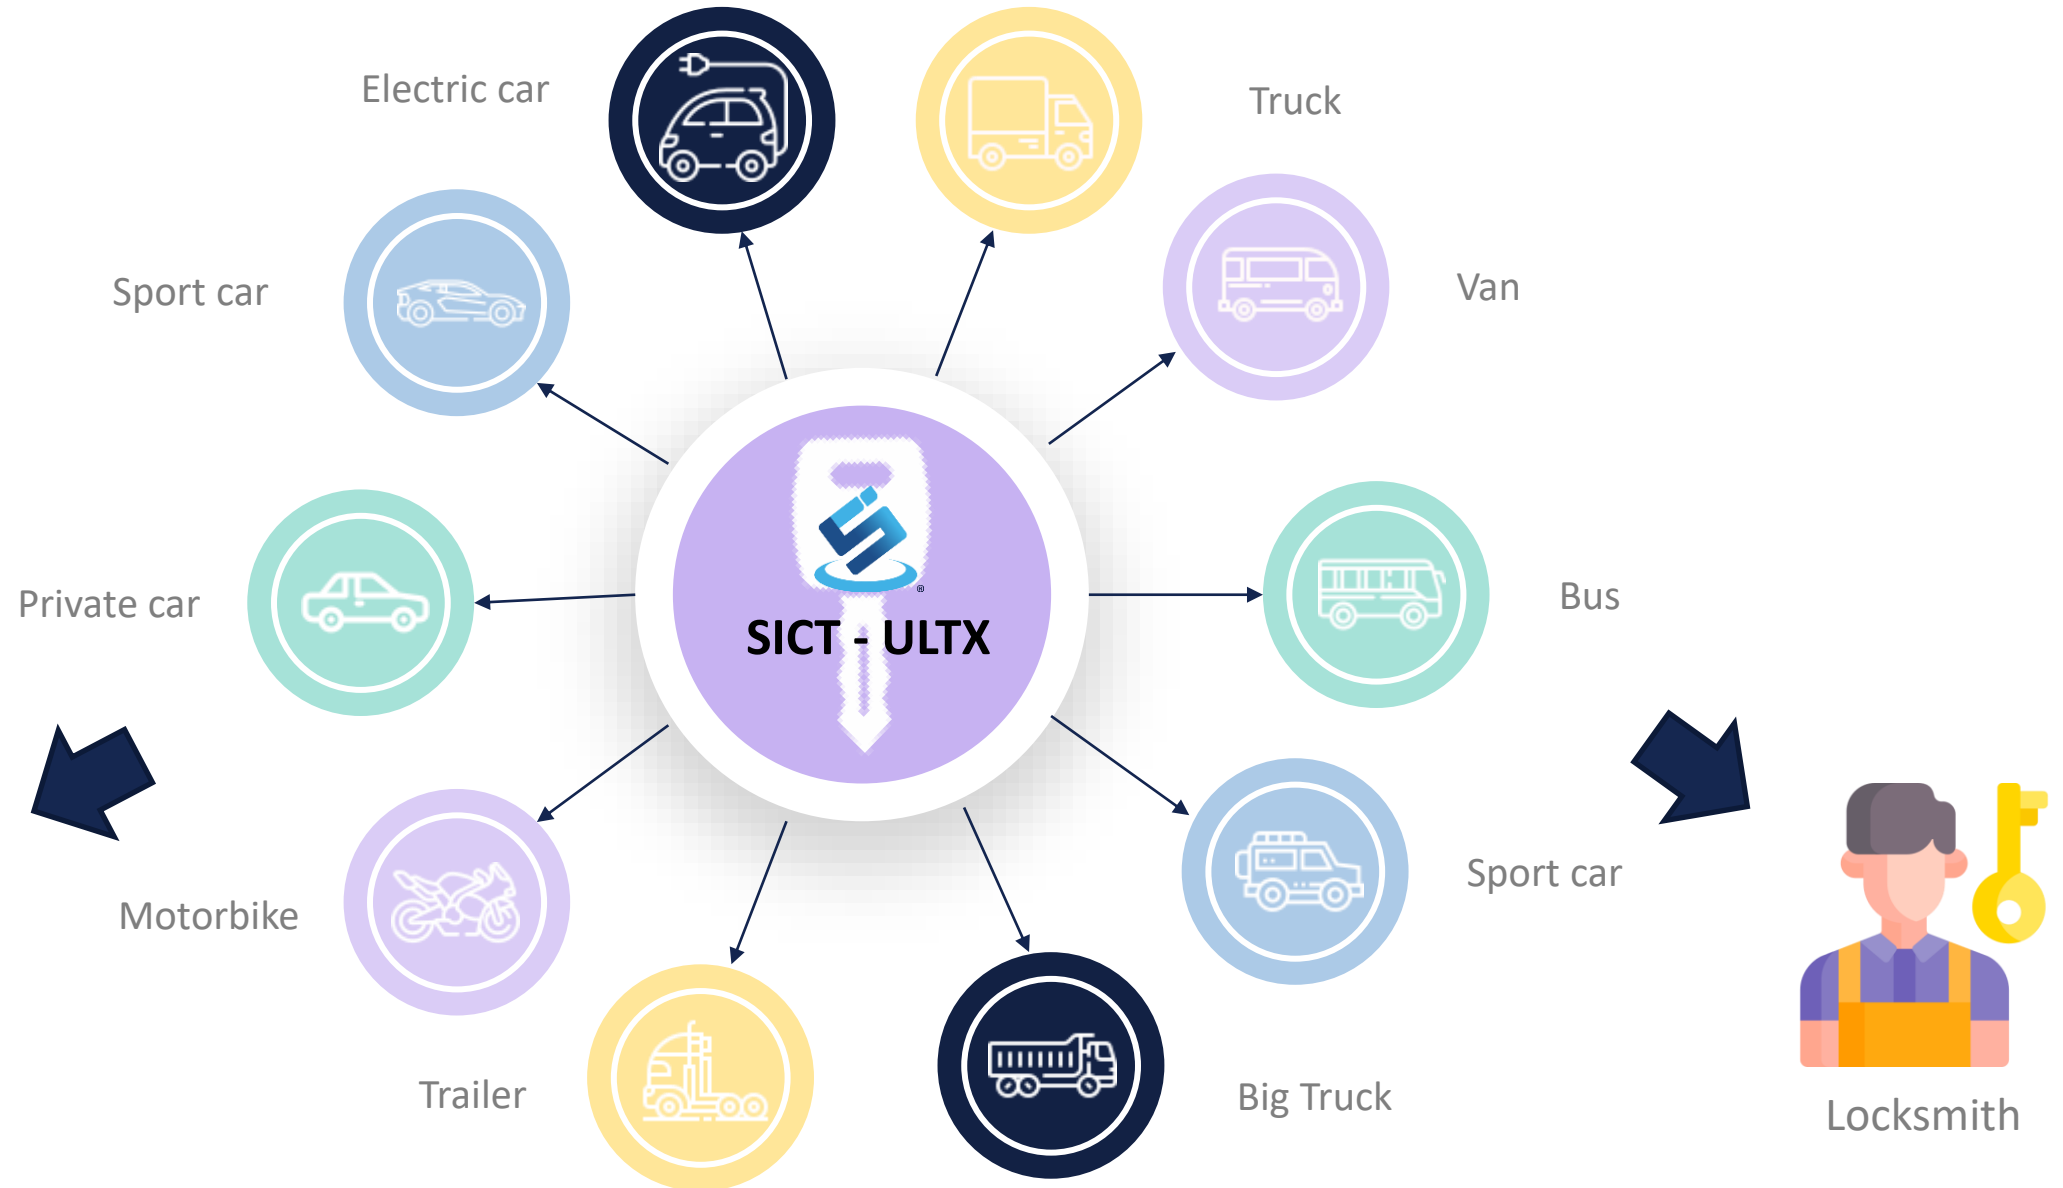 Electric car
Truck
Sport car
Van
Private car
SICT - ULTX
®
Bus
Motorbike
Sport car
Trailer
Big Truck
Locksmith